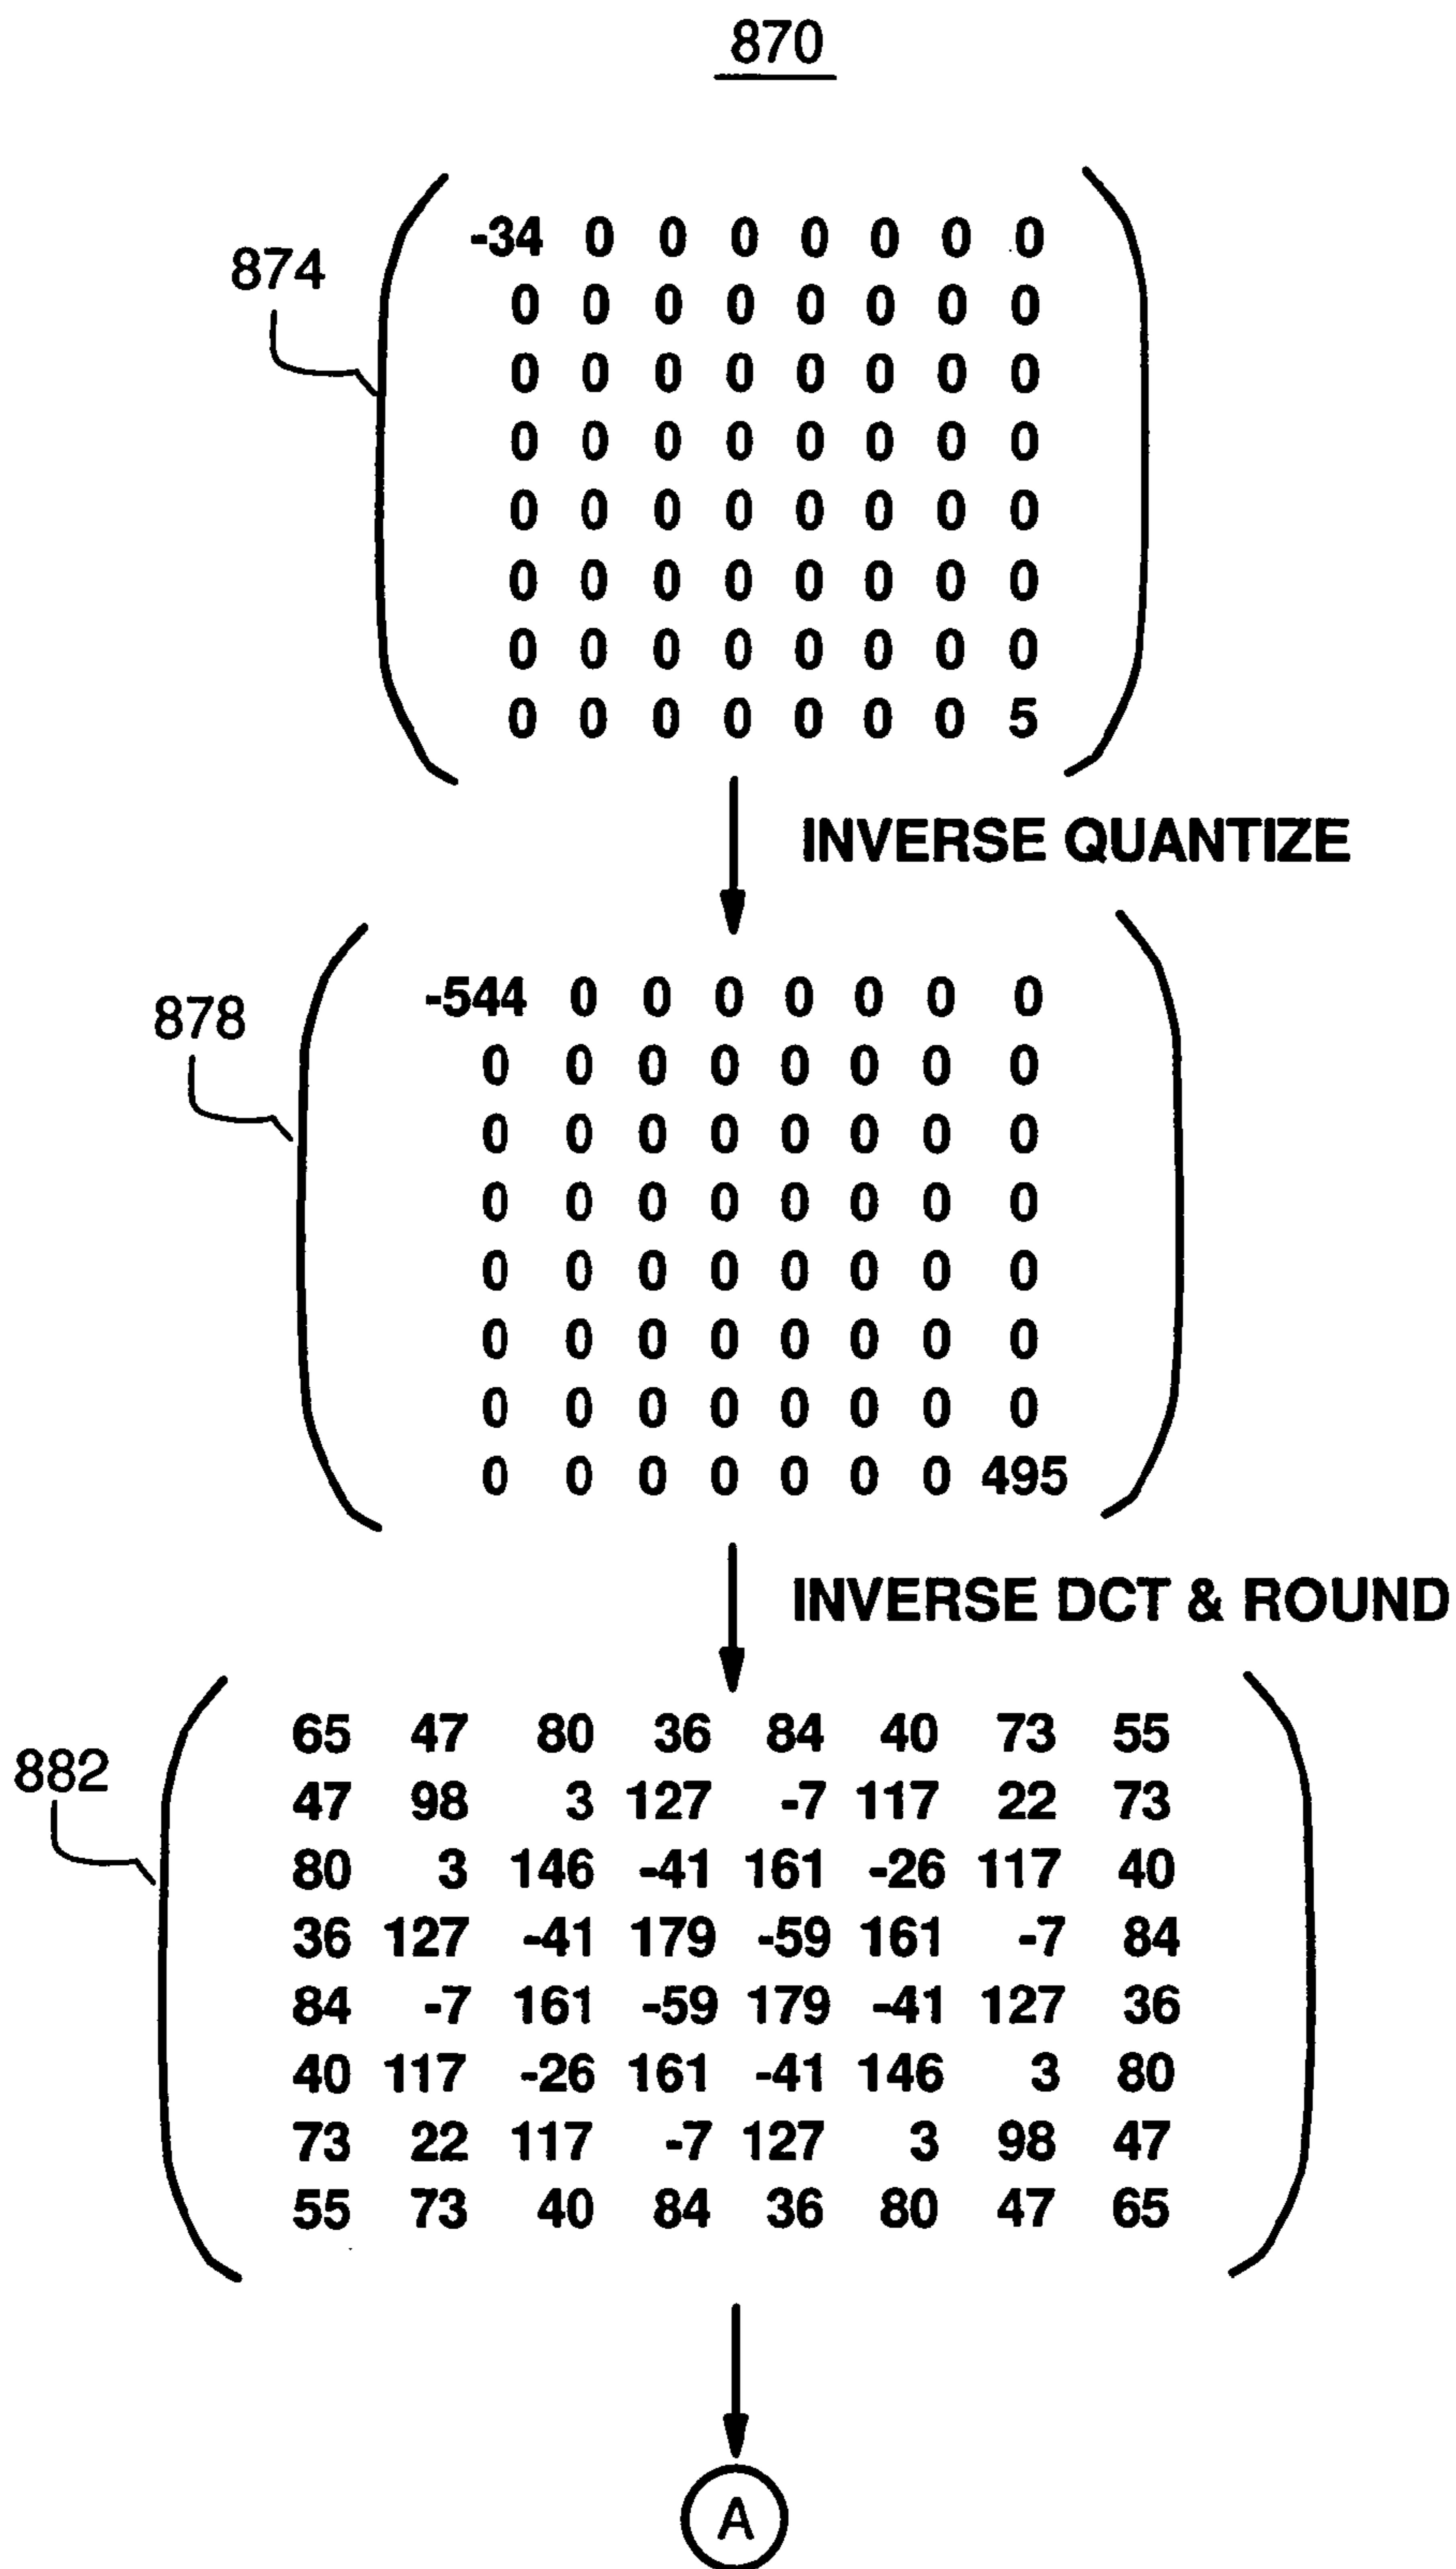 870
874
-34 0 0 0 0 0 0 0
0 0 0 0 0 0 0 0
0 0 0 0 0 0 0 0
0 0 0 0 0 0 0 0
0 0 0 0 0 0 0 0
0 0 0 0 0 0 0 0
0 0 0 0 0 0 0 0
0 0 0 0 0 0 0 5
INVERSE QUANTIZE
878
-544 0 0 0 0 0 0 0
0 0 0 0 0 0 0 0
0 0 0 0 0 0 0 0
0 0 0 0 0 0 0 0
0 0 0 0 0 0 0 0
0 0 0 0 0 0 0 0
0 0 0 0 0 0 0 0
0 0 0 0 0 0 0 495
INVERSE DCT & ROUND
882
65 47 80 36 84 40 73 55
47 98 3 127 -7 117 22 73
80 3 146 -41 161 -26 117 40
36 127 -41 179 -59 161 -7 84
84 -7 161 -59 179 -41 127 36
40 117 -26 161 -41 146 3 80
73 22 117 -7 127 3 98 47
55 73 40 84 36 80 47 65
A